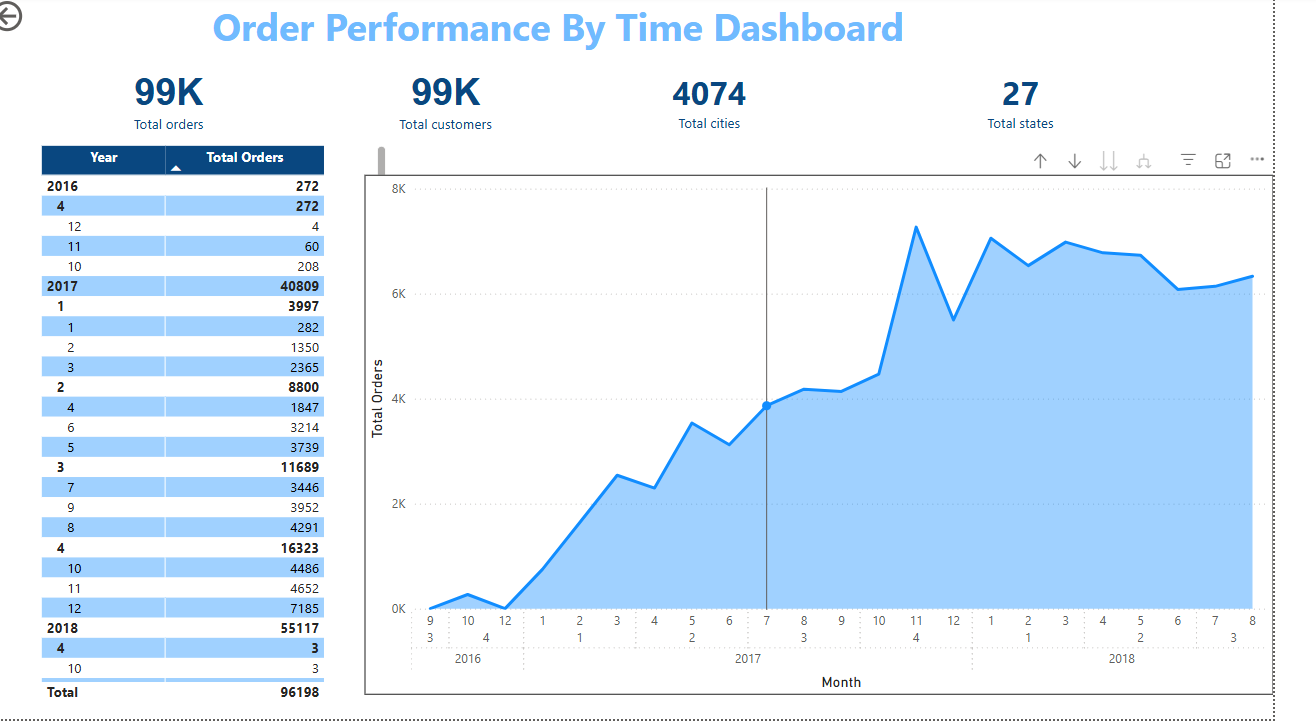 Order Performance By Time Dashboard
99K
Total orders
99K
Total customers
4074
Total cities
27
Total states
Year Total Orders
2016 272
4 272
12 4
11 60
10 208
2017 40809
1 3997
1 282
2 1350
3 2365
2 8800
4 1847
6 3214
5 3739
3 11689
7 3446
9 3952
8 4291
4 16323
10 4486
11 4652
12 7185
2018 55117
4 3
10 3
Total 96198
8K
6K
4K
2K
0K
Total Orders
9 10 12 1 2 3 4 5 6 7 8 9 10 11 12 1 2 3 4 5 6 7 8
3 4 1 2 3 4 1 2 3
2016 2017 2018
Month